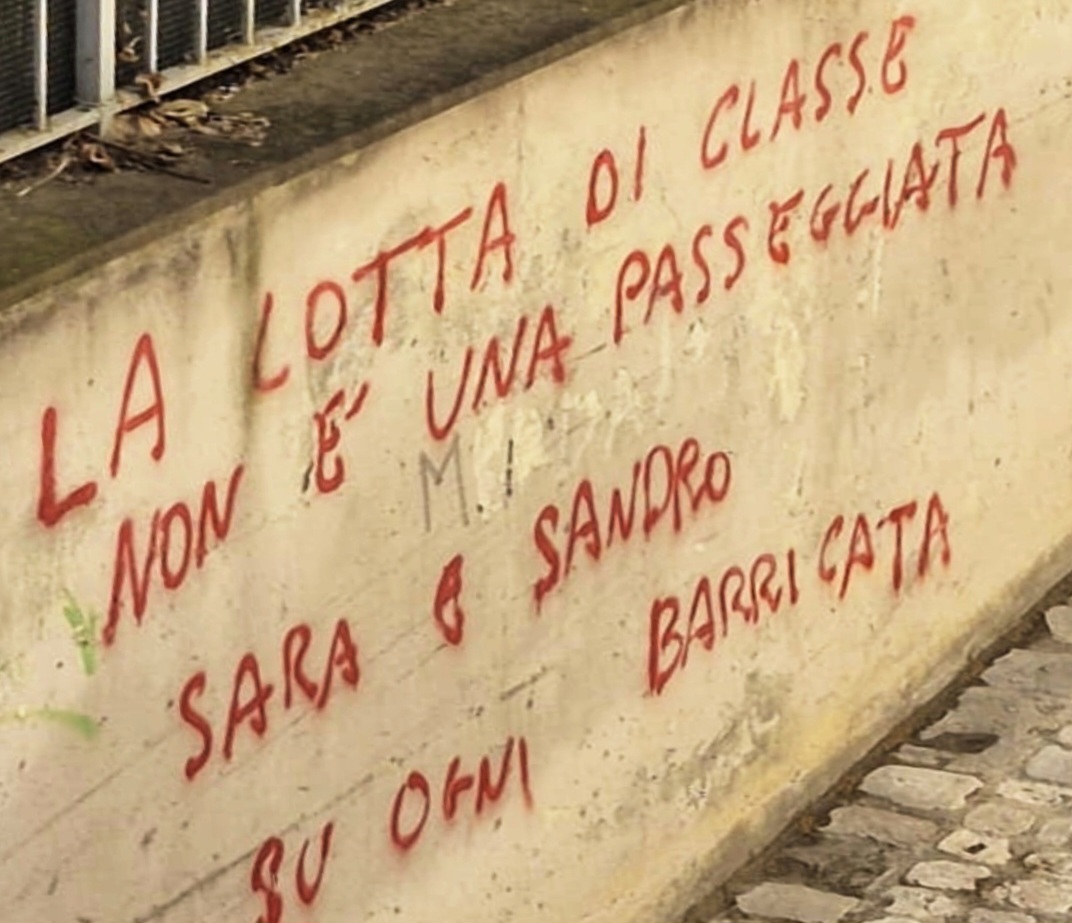 LA LOTTA DI CLASSE
NON E' UNA PASSEGGIATA
M
SARA E SANDRO
SU OGNI BARRICATA